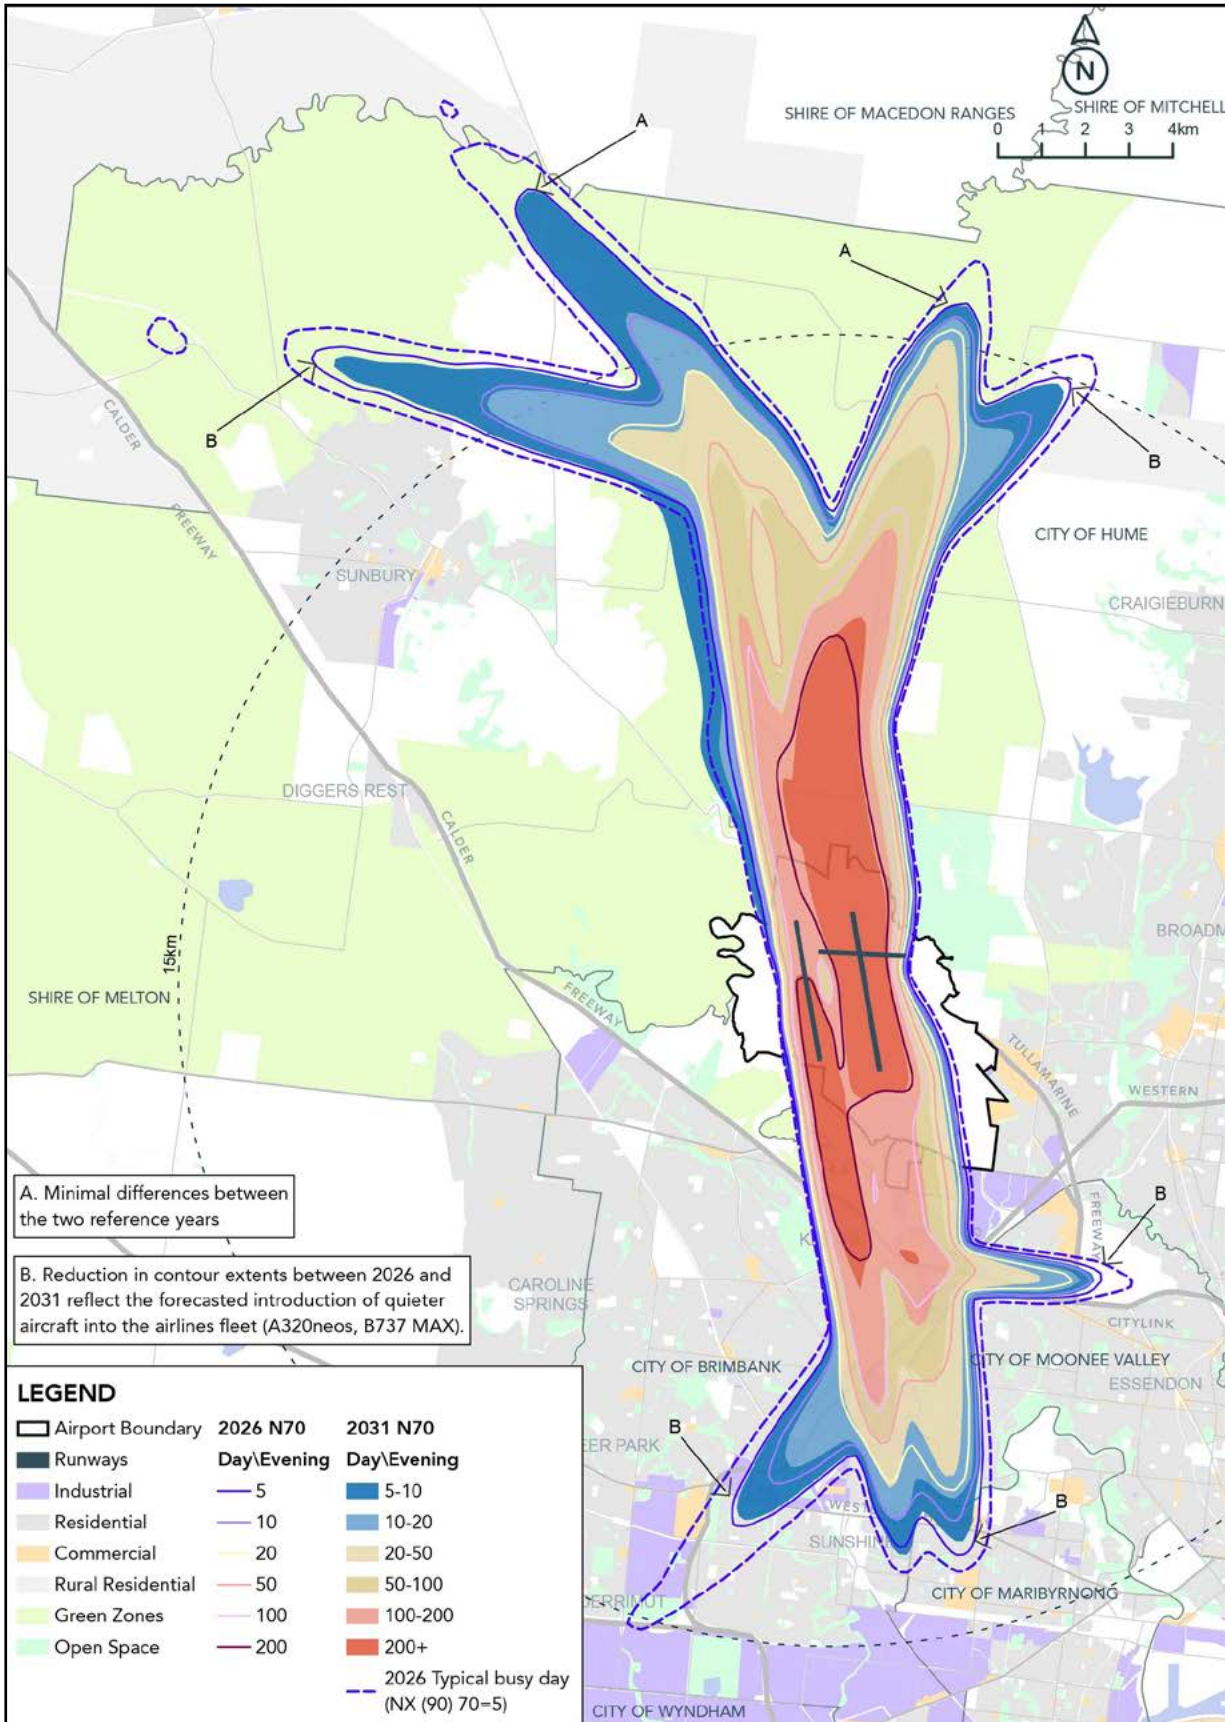 SHIRE OF MACEDON RANGES
SHIRE OF MITCHELL
N
0 1 2 3 4km
A
A
B
B
CALDER
FREEWAY
CITY OF HUME
SUNBURY
CRAIGIEBURN
DIGGERS REST
CALDER
BROADM
15km
SHIRE OF MELTON
FREEWAY
TULLAMARINE
WESTERN
A. Minimal differences between
the two reference years
B
FREEWAY
K
B. Reduction in contour extents between 2026 and
2031 reflect the forecasted introduction of quieter
aircraft into the airlines fleet (A320neos, B737 MAX).
CAROLINE
SPRINGS
CITYLINK
CITY OF BRIMBANK
CITY OF MOONEE VALLEY
ESSENDON
B
EER PARK
WEST
B
SUNSHIN
CITY OF MARIBYRNONG
DERRIMUT
CITY OF WYNDHAM
LEGEND
Airport Boundary 2026 N70 2031 N70
Runways Day\Evening Day\Evening
Industrial 5 5-10
Residential 10 10-20
Commercial 20 20-50
Rural Residential 50 50-100
Green Zones 100 100-200
Open Space 200 200+
2026 Typical busy day
(NX (90) 70=5)